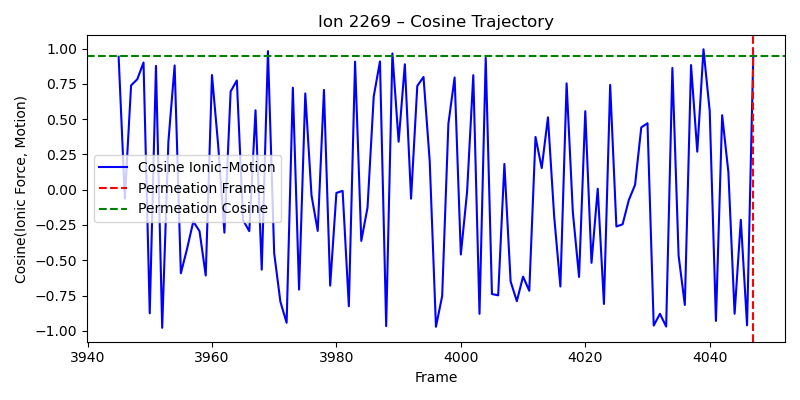 Ion 2269 – Cosine Trajectory
Cosine(Ionic Force, Motion)
1.00
0.75
0.50
0.25
0.00
−0.25
−0.50
−0.75
−1.00
Cosine Ionic–Motion
Permeation Frame
Permeation Cosine
3940 3960 3980 4000 4020 4040
Frame